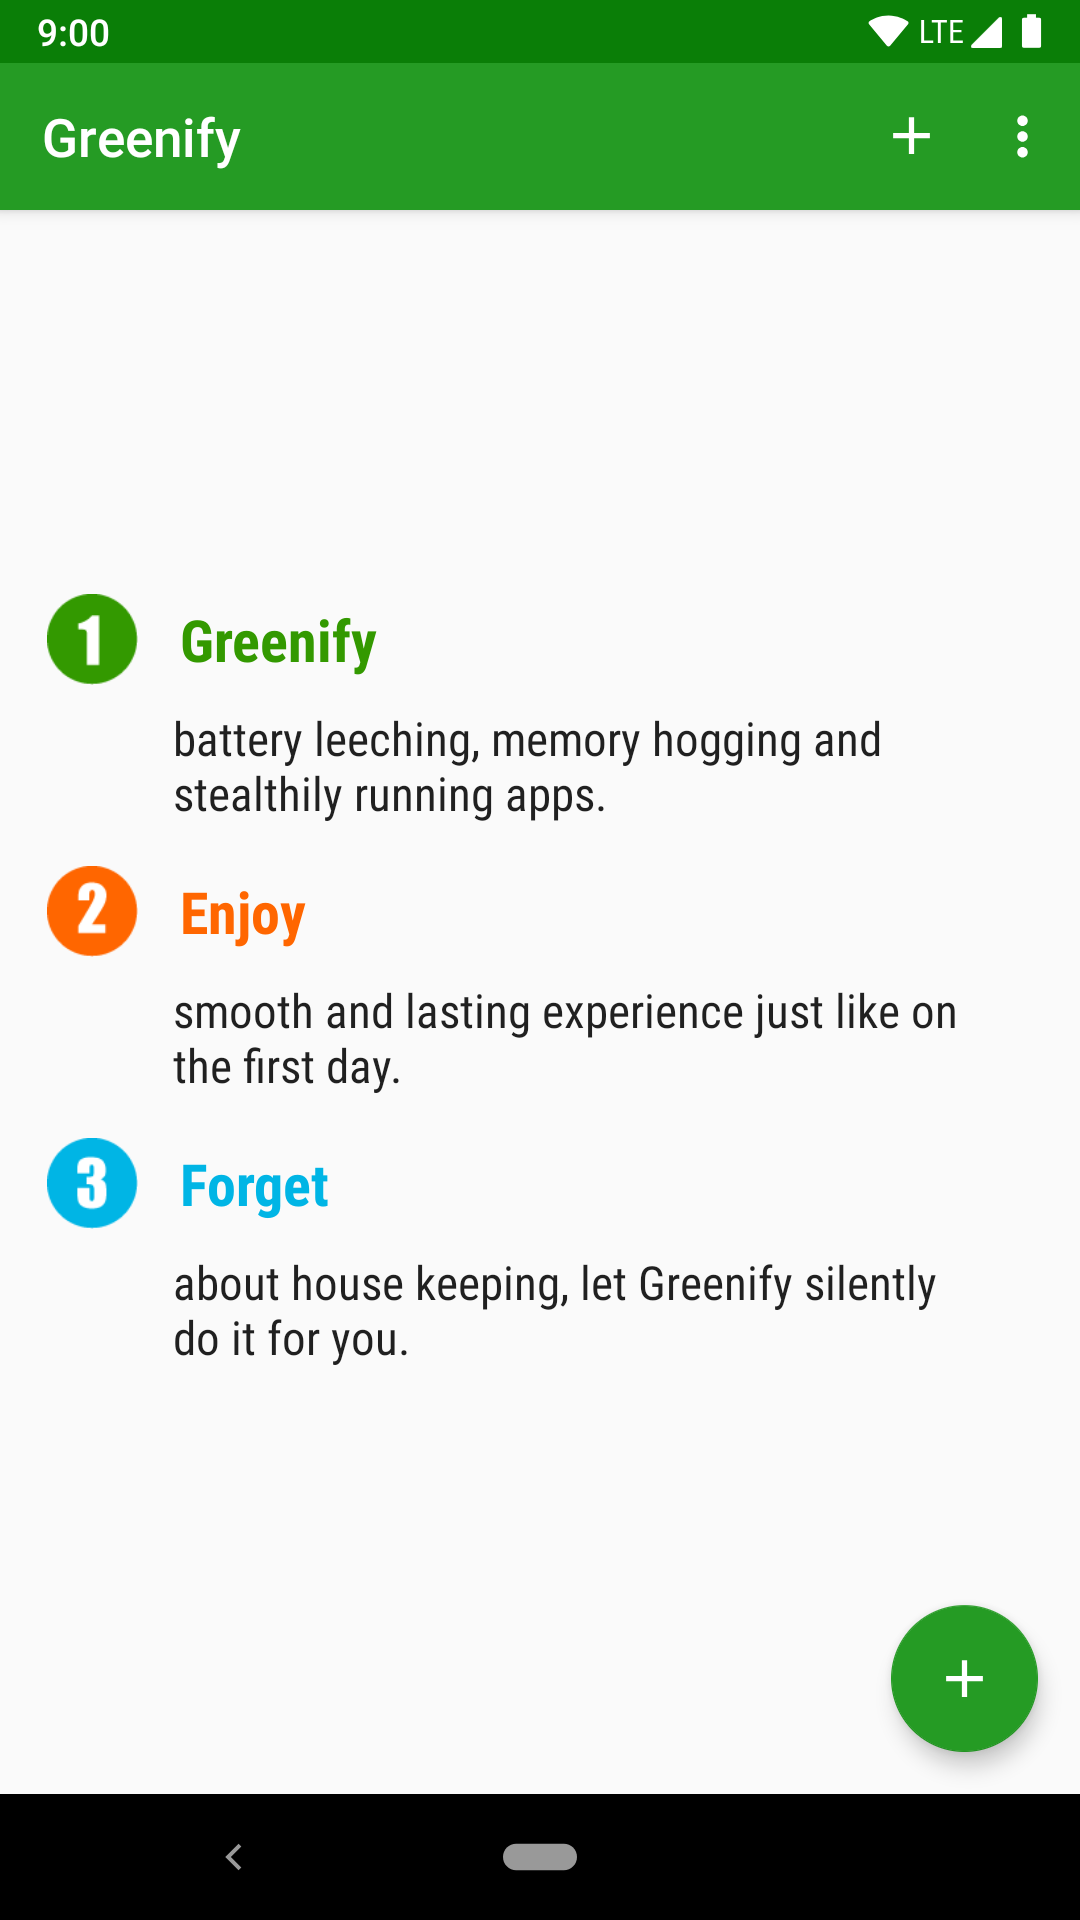 9:00
LTE
Greenify
1
Greenify
battery leeching, memory hogging and
stealthily running apps.
2
Enjoy
smooth and lasting experience just like on
the first day.
3
Forget
about house keeping, let Greenify silently
do it for you.